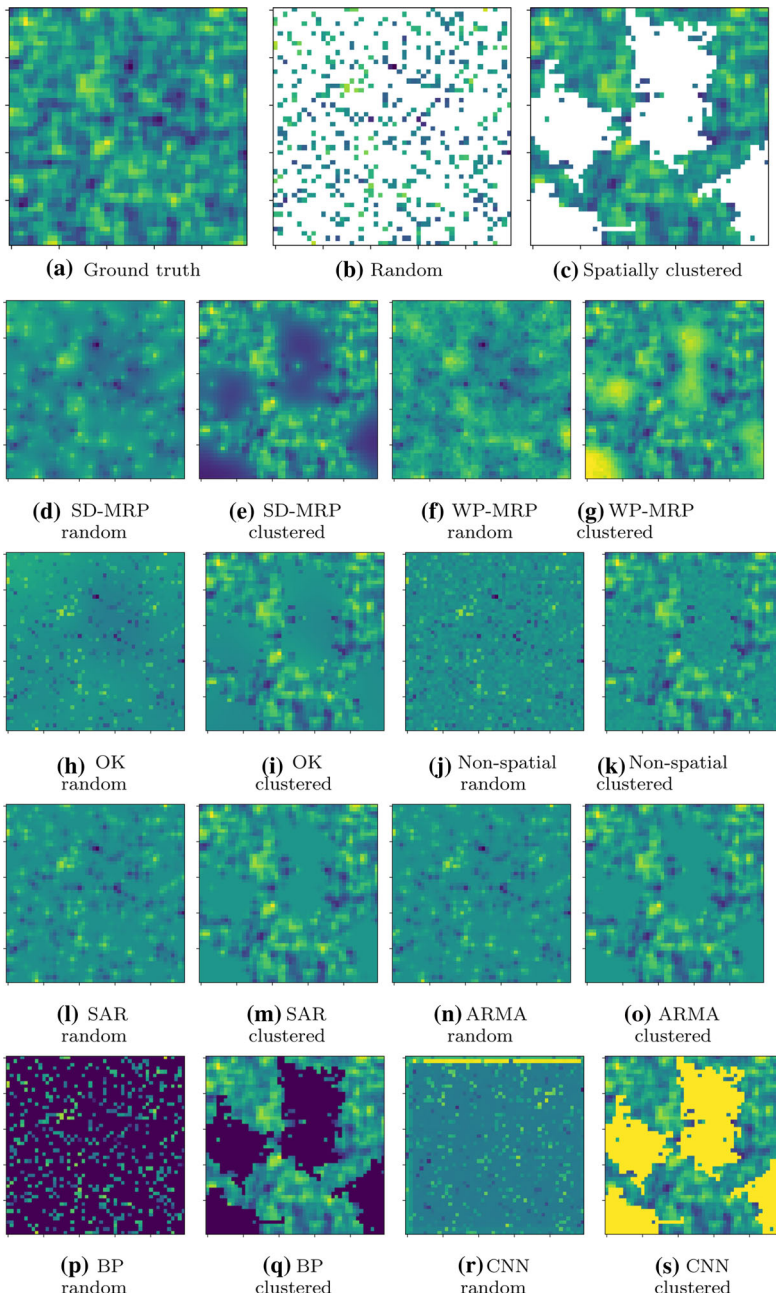 (a) Ground truth
(b) Random
(c) Spatially clustered
(d) SD-MRP
random
(e) SD-MRP
clustered
(f) WP-MRP
random
(g) WP-MRP
clustered
(h) OK
random
(i) OK
clustered
(j) Non-spatial
random
(k) Non-spatial
clustered
(l) SAR
random
(m) SAR
clustered
(n) ARMA
random
(o) ARMA
clustered
(p) BP
random
(q) BP
clustered
(r) CNN
random
(s) CNN
clustered